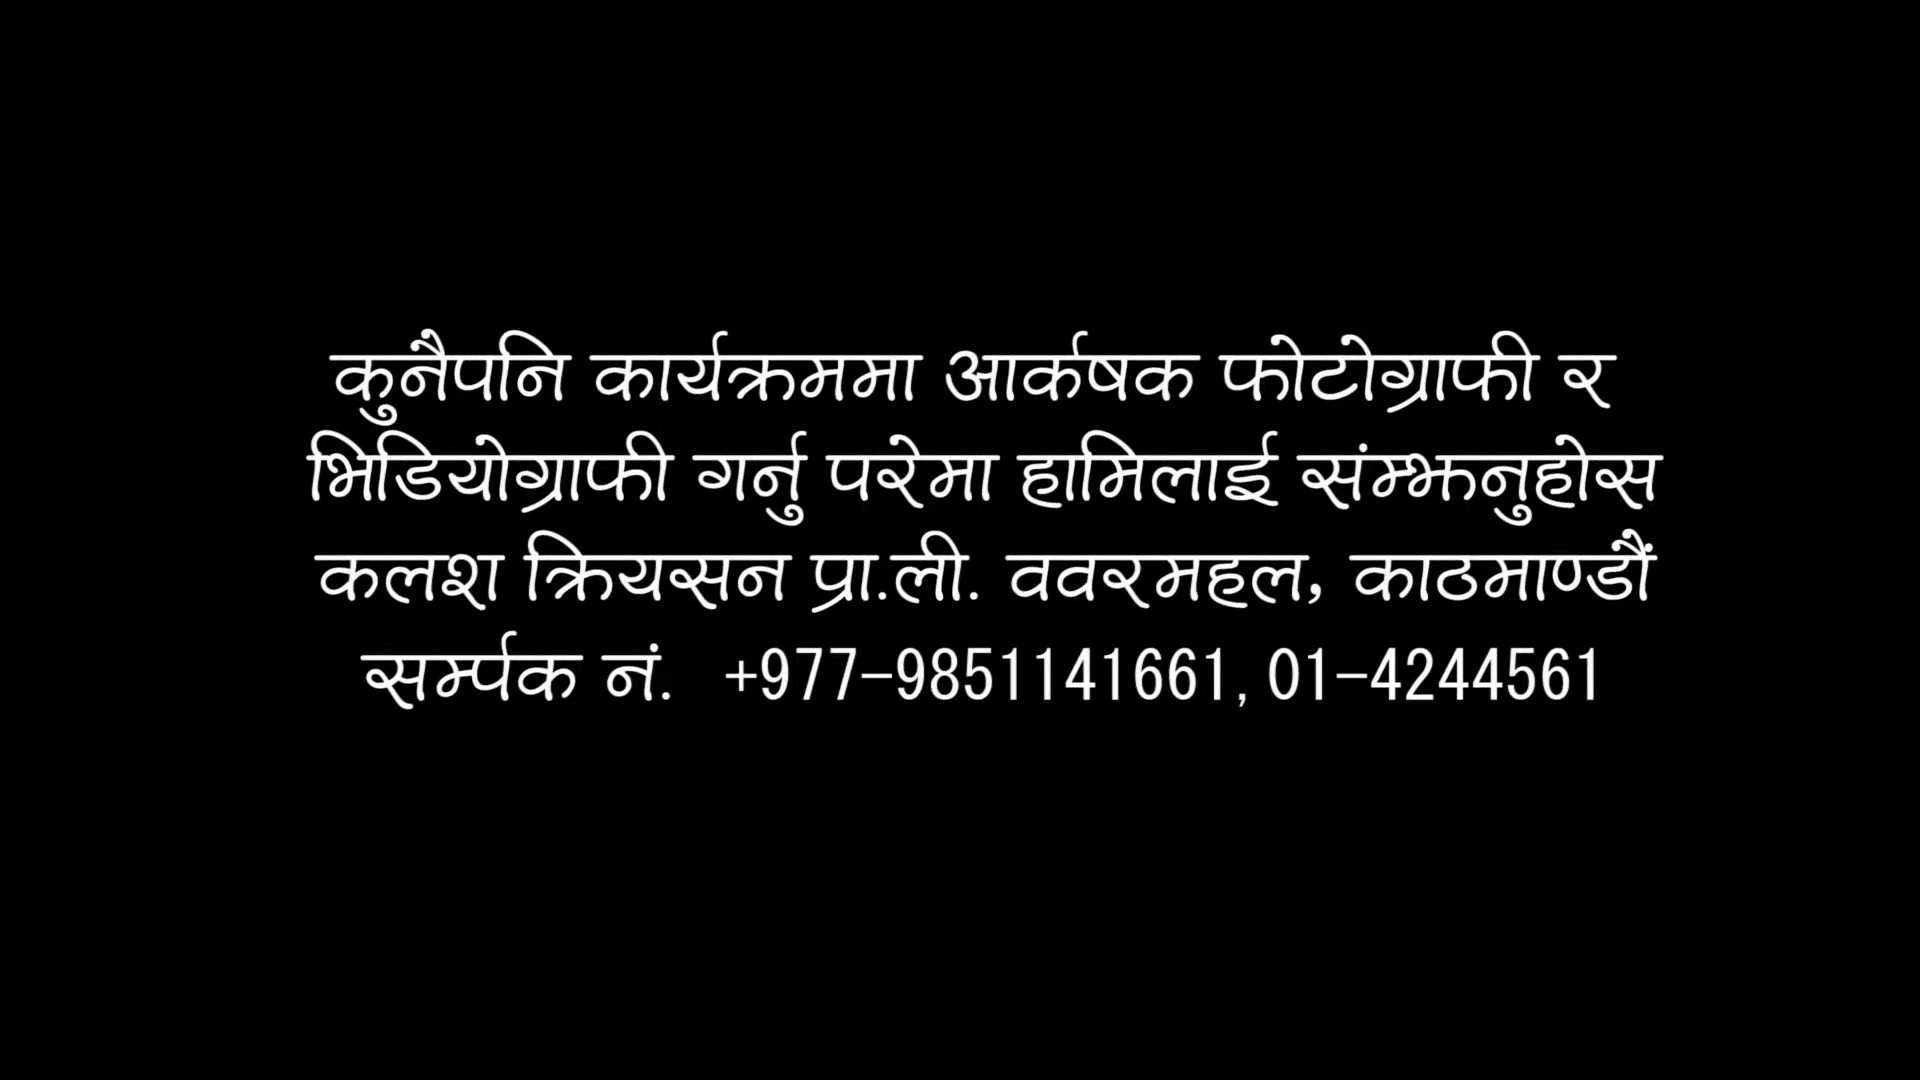 कुनैपनि कार्यक्रममा आर्कषक फोटोग्राफी र
भिडियोग्राफी गर्नु परेमा हामिलाई संम्झनुहोस
कलश क्रियसन प्रा.ली. ववरमहल, काठमाण्डौं
सर्म्पक नं. +977-9851141661, 01-4244561